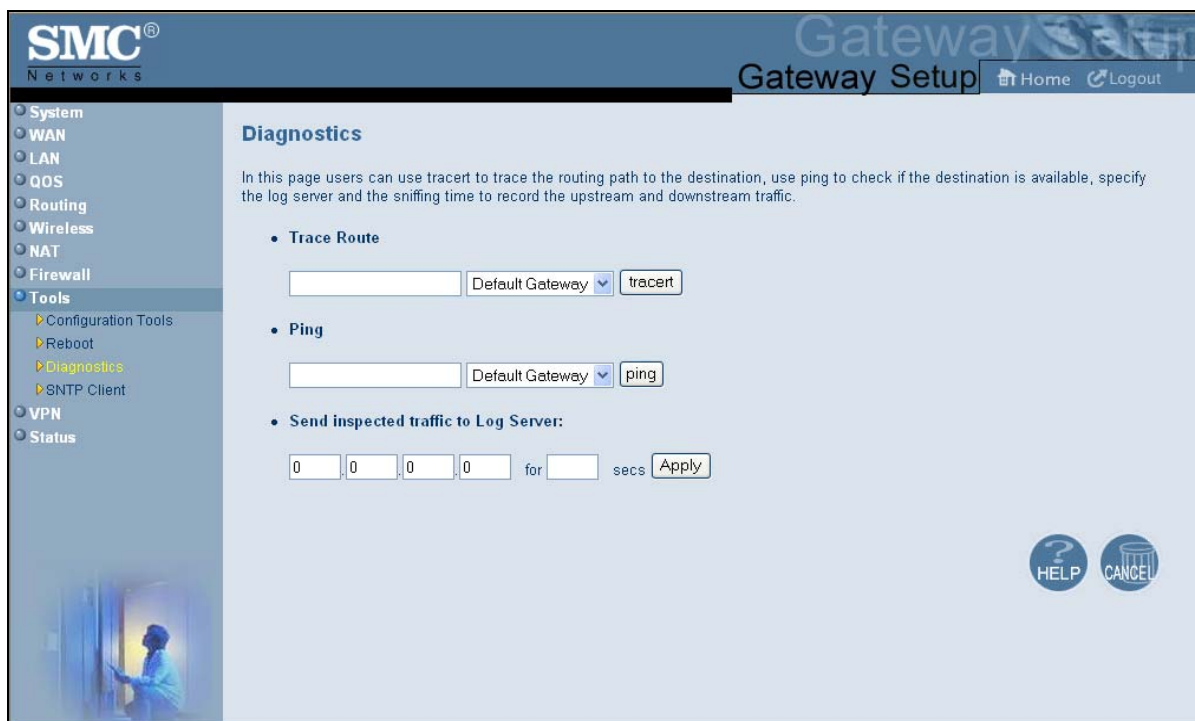 SMC®
Networks
Gateway Setup
Gateway Setup
Home
Logout
System
WAN
LAN
QOS
Routing
Wireless
NAT
Firewall
Tools
Configuration Tools
Reboot
Diagnostics
SNTP Client
VPN
Status
Diagnostics
In this page users can use tracert to trace the routing path to the destination, use ping to check if the destination is available, specify
the log server and the sniffing time to record the upstream and downstream traffic.
• Trace Route
Default Gateway tracert
• Ping
Default Gateway ping
• Send inspected traffic to Log Server:
0 .0 .0 .0 for secs Apply
? HELP
CANCEL